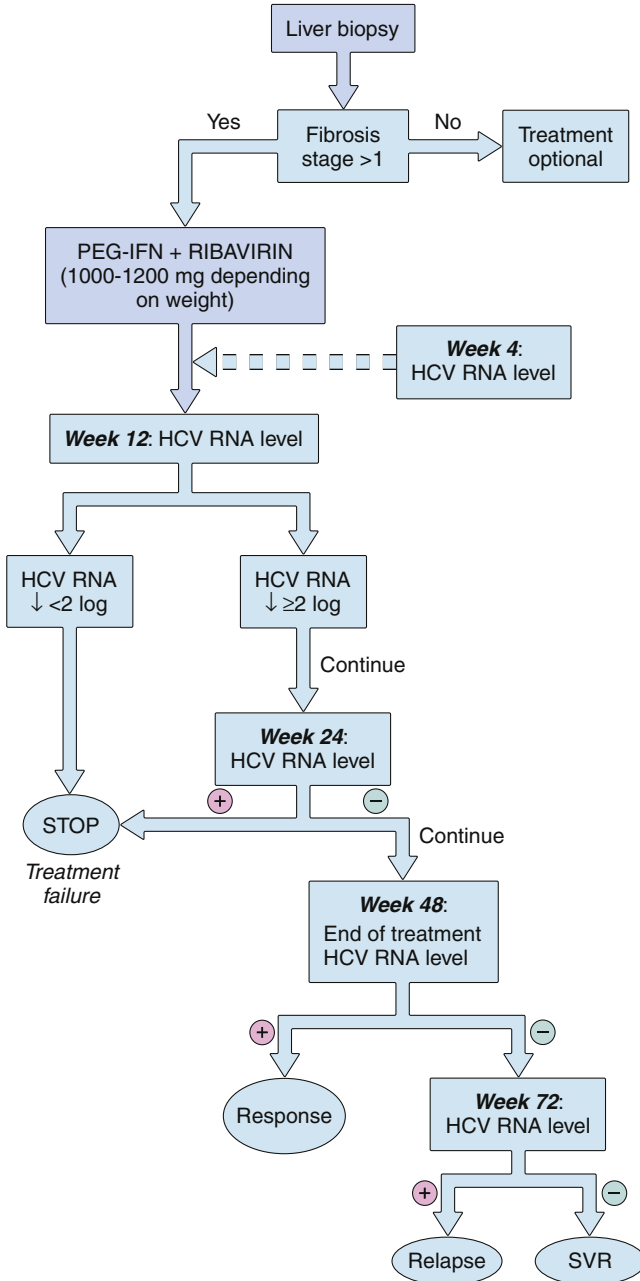 Liver biopsy
Yes
Fibrosis
stage >1
No
Treatment
optional
PEG-IFN + RIBAVIRIN
(1000-1200 mg depending
on weight)
Week 4:
HCV RNA level
Week 12: HCV RNA level
HCV RNA
↓ <2 log
HCV RNA
↓ ≥2 log
Continue
Week 24:
HCV RNA level
+
−
STOP
Treatment
failure
Continue
Week 48:
End of treatment
HCV RNA level
+
−
Response
Week 72:
HCV RNA level
+
−
Relapse
SVR